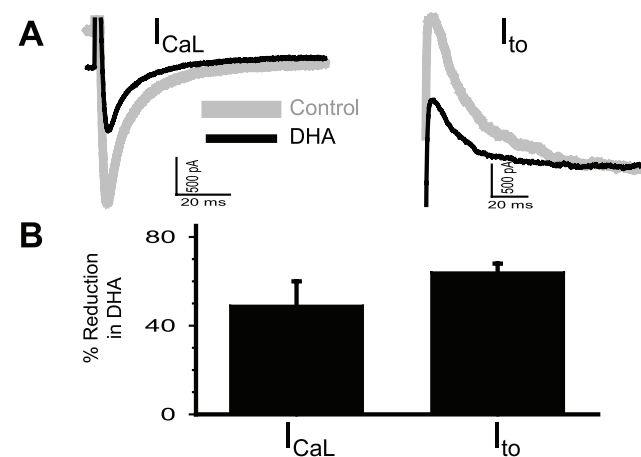 A
ICaL
Ito
Control
DHA
500 pA
20 ms
500 pA
20 ms
B
% Reduction
in DHA
80
40
0
ICaL
Ito